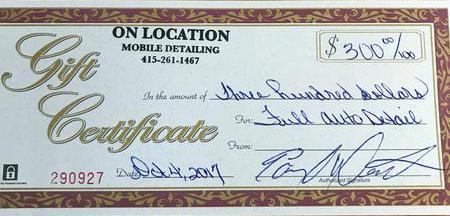 ON LOCATION
MOBILE DETAILING
415-261-1467
$ 300 00/100
Gift
Certificate
In the amount of three hundred dollars
For: Full Auto Detail
From:
Authorized Signature
290927
Date Oct 4, 2017